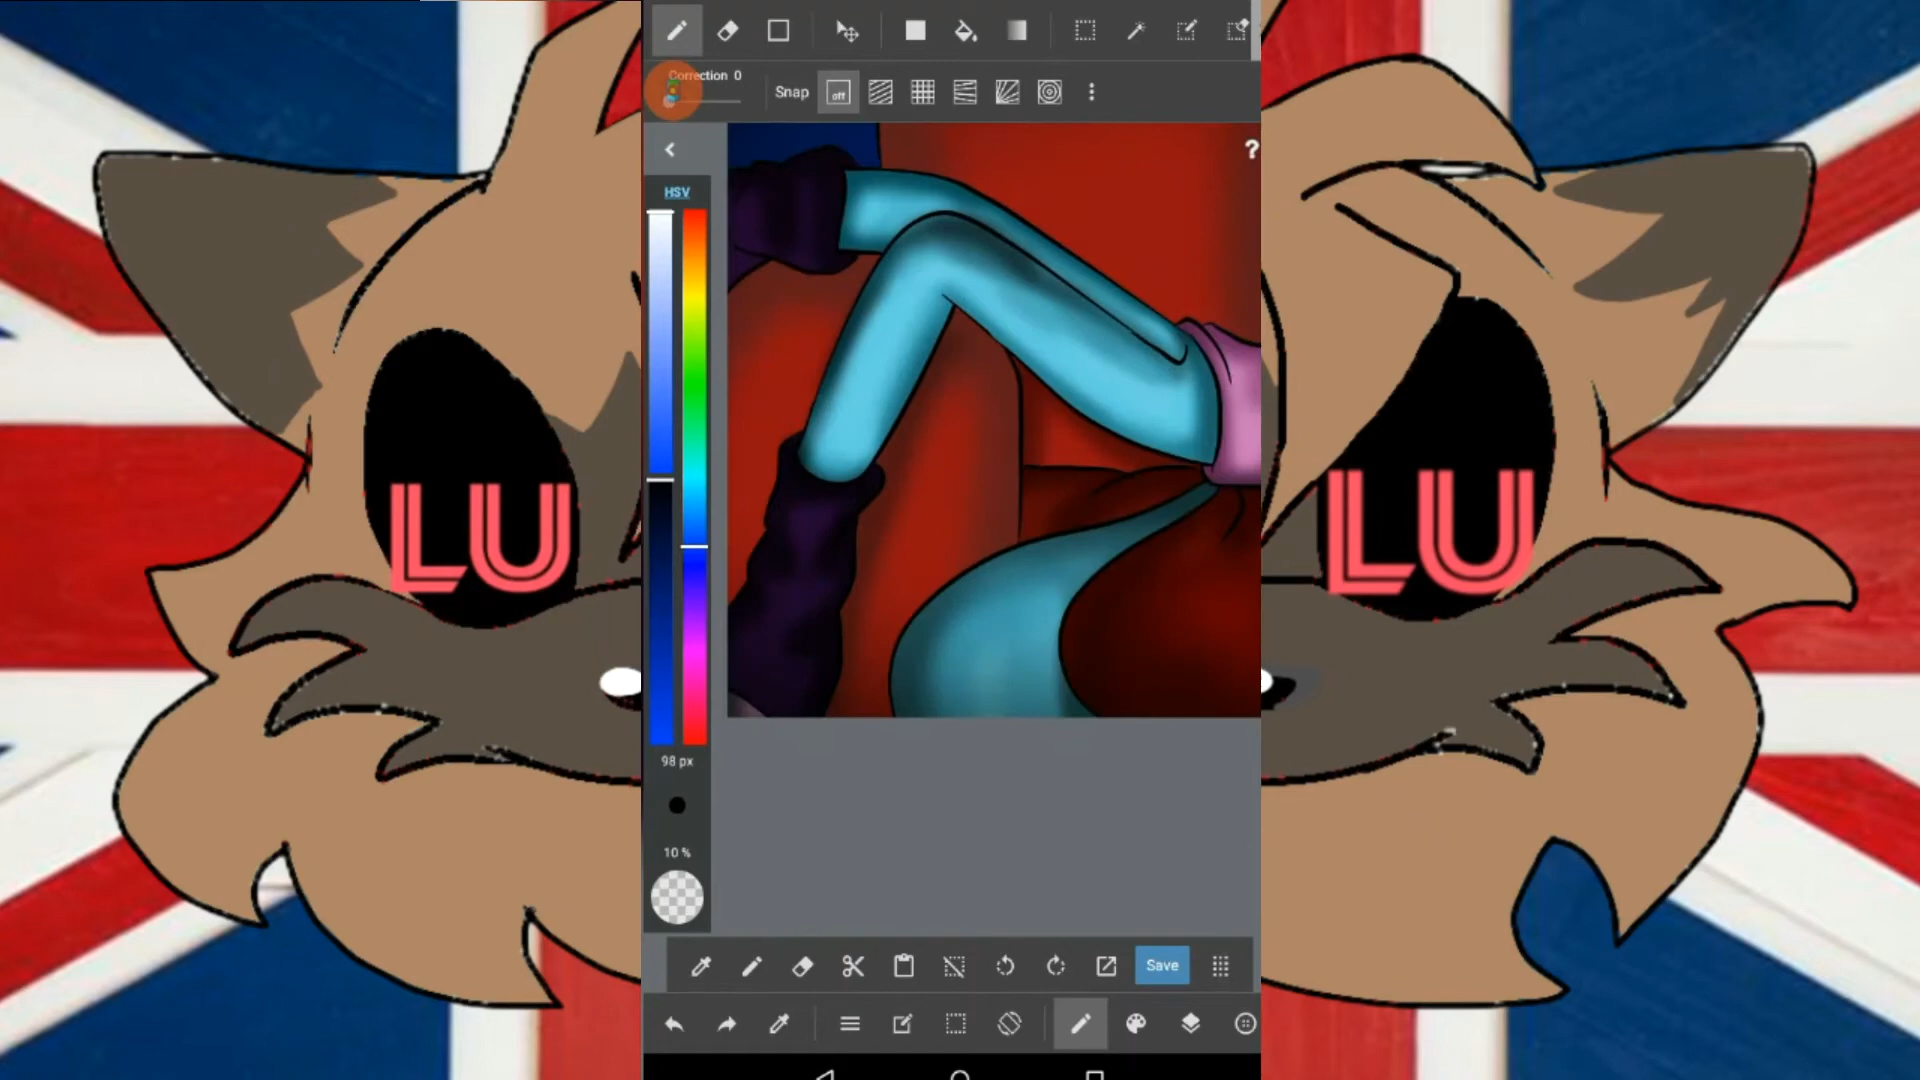 Correction 0
Snap
off
?
HSV
LU
LU
98 px
10 %
Save